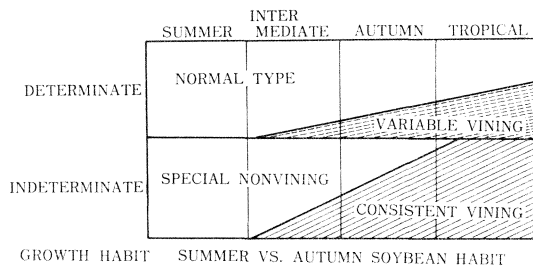 INTER
SUMMER MEDIATE AUTUMN TROPICAL
NORMAL TYPE
DETERMINATE
VARIABLE VINING
INDETERMINATE SPECIAL NONVINING
CONSISTENT VINING
GROWTH HABIT SUMMER VS. AUTUMN SOYBEAN HABIT